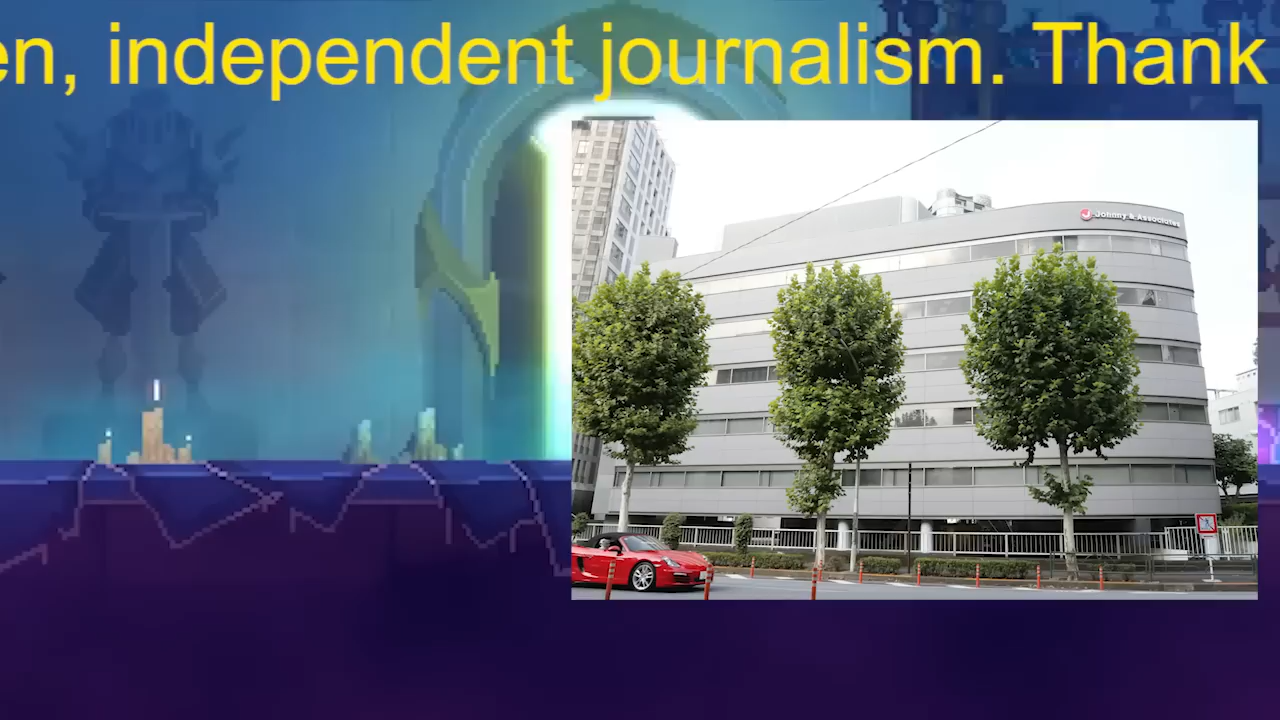 en, independent journalism. Thank
Johnny & Associates